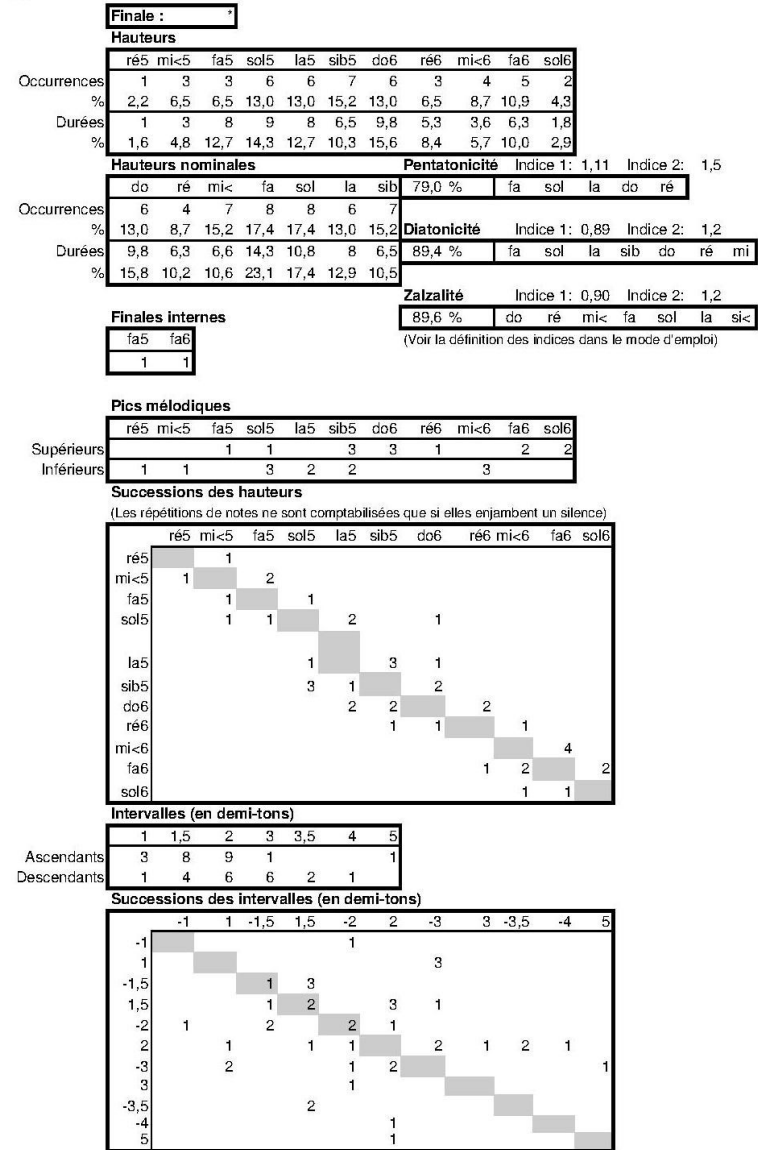 Finale : *
Hauteurs
ré5 mi<5 fa5 sol5 la5 sib5 do6 ré6 mi<6 fa6 sol6
Occurrences 1 3 3 6 6 7 6 3 4 5 2
% 2,2 6,5 6,5 13,0 13,0 15,2 13,0 6,5 8,7 10,9 4,3
Durées 1 3 8 9 8 6,5 9,8 5,3 3,6 6,3 1,8
% 1,6 4,8 12,7 14,3 12,7 10,3 15,6 8,4 5,7 10,0 2,9
Hauteurs nominales Pentatonicité Indice 1: 1,11 Indice 2: 1,5
do ré mi< fa sol la sib 79,0 % fa sol la do ré
Occurrences 6 4 7 8 8 6 7
% 13,0 8,7 15,2 17,4 17,4 13,0 15,2 Diatonicité Indice 1: 0,89 Indice 2: 1,2
Durées 9,8 6,3 6,6 14,3 10,8 8 6,5 89,4 % fa sol la sib do ré mi
% 15,8 10,2 10,6 23,1 17,4 12,9 10,5
Zalzalité Indice 1: 0,90 Indice 2: 1,2
Finales internes 89,6 % do ré mi< fa sol la si<
fa5 fa6 (Voir la définition des indices dans le mode d'emploi)
1 1
Pics mélodiques
ré5 mi<5 fa5 sol5 la5 sib5 do6 ré6 mi<6 fa6 sol6
Supérieurs 1 1 3 3 1 2 2
Inférieurs 1 1 3 2 2 3
Successions des hauteurs
(Les répétitions de notes ne sont comptabilisées que si elles enjambent un silence)
ré5 mi<5 fa5 sol5 la5 sib5 do6 ré6 mi<6 fa6 sol6
ré5 1
mi<5 1 2
fa5 1 1
sol5 1 1 2 1
la5 1 3 1
sib5 3 1 2
do6 2 2 2
ré6 1 1 1
mi<6 4
fa6 1 2 2
sol6 1 1
Intervalles (en demi-tons)
1 1,5 2 3 3,5 4 5
Ascendants 3 8 9 1 1
Descendants 1 4 6 6 2 1
Successions des intervalles (en demi-tons)
-1 1 -1,5 1,5 -2 2 -3 3 -3,5 -4 5
-1 1
1 3
-1,5 1 3
1,5 1 2 3 1
-2 1 2 2 1
2 1 1 1 2 1 2 1
-3 2 1 2 1
3 1
-3,5 2
-4 1
5 1